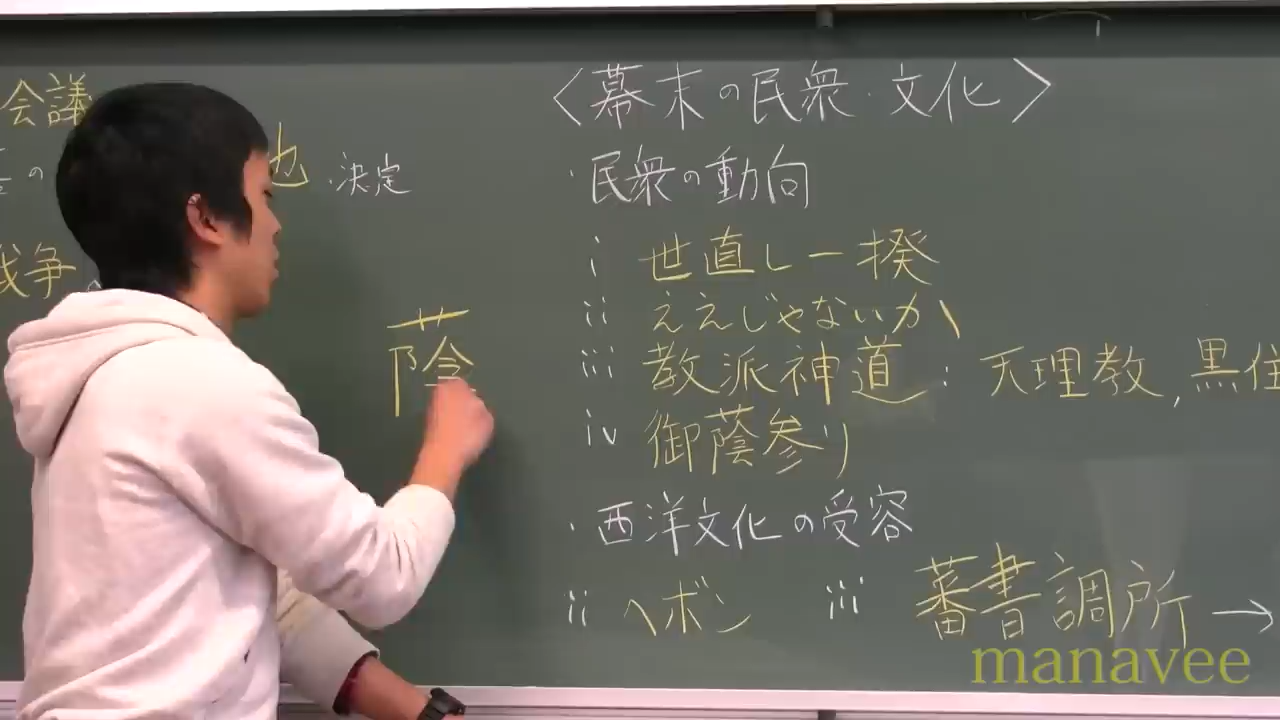 会議
の 也・決定
戦争
蔭
〈幕末の民衆・文化〉
・民衆の動向
i 世直し一揆
ii ええじゃないか
iii 教派神道:天理教,黒住
iv 御蔭参り
・西洋文化の受容
ii ヘボン iii 蕃書調所→
manavee